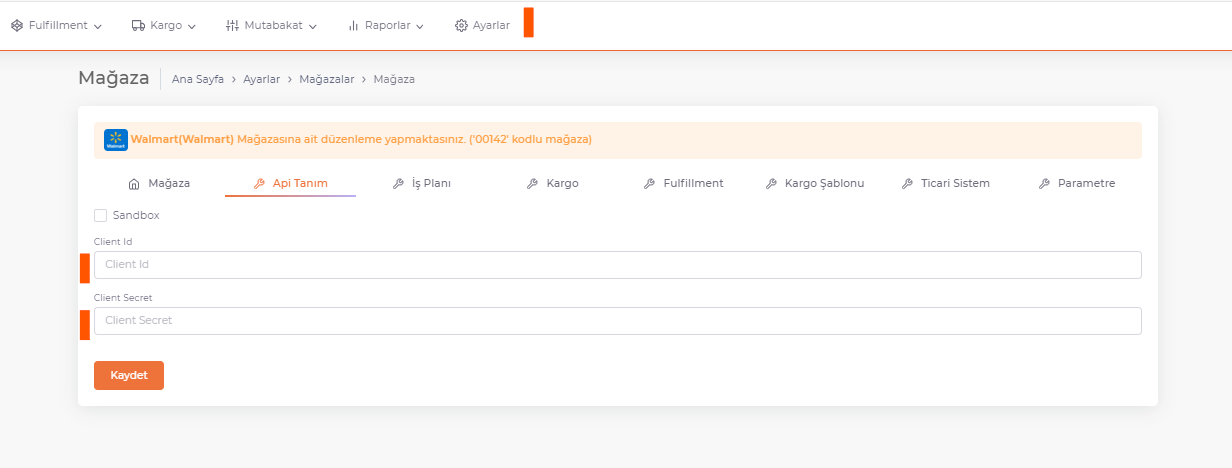 Fulfillment Kargo Mutabakat Raporlar Ayarlar
Mağaza Ana Sayfa › Ayarlar › Mağazalar › Mağaza
Walmart Walmart(Walmart) Mağazasına ait düzenleme yapmaktasınız. ('00142' kodlu mağaza)
Mağaza Api Tanım İş Planı Kargo Fulfillment Kargo Şablonu Ticari Sistem Parametre
Sandbox
Client Id
Client Id
Client Secret
Client Secret
Kaydet